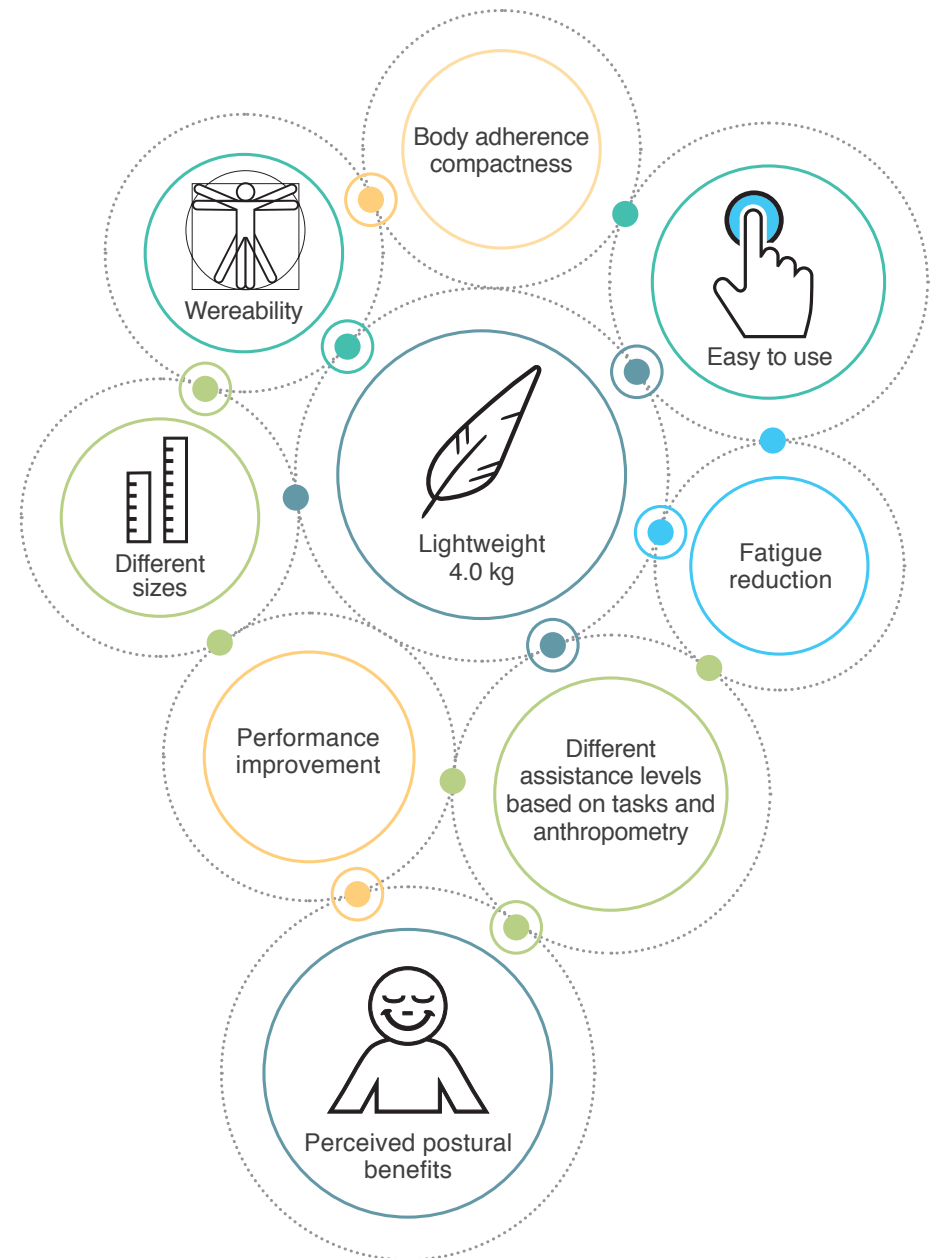 Body adherence
compactness
Wereability
Easy to use
Lightweight
4.0 kg
Different
sizes
Fatigue
reduction
Performance
improvement
Different
assistance levels
based on tasks and
anthropometry
Perceived postural
benefits